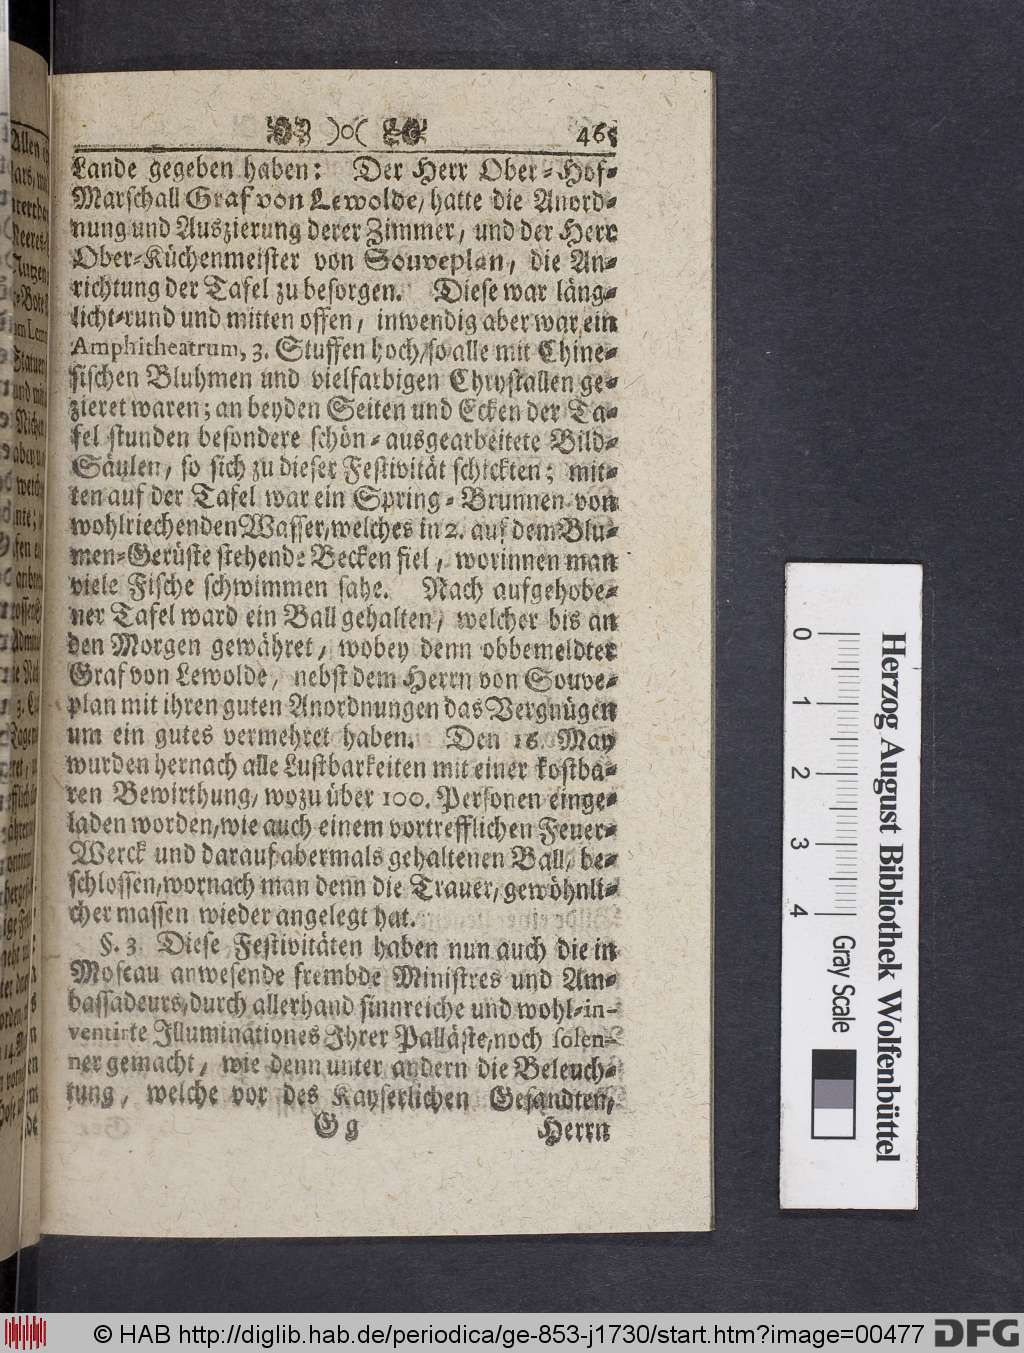 )o( 465
Lande gegeben haben: Der Herr Ober-Hof-
Marschall Graf von Lewolde, hatte die Anord-
nung und Auszierung derer Zimmer, und der Herr
Ober-Küchenmeister von Souveplan, die An-
richtung der Tafel zu besorgen. Diese war läng-
licht-rund und mitten offen, inwendig aber war ein
Amphitheatrum, 3. Stuffen hoch, so alle mit Chine-
sischen Bluhmen und vielfarbigen Chrystallen ge-
zieret waren; an beyden Seiten und Ecken der Ta-
fel stunden besondere schön-ausgearbeitete Bild-
Säulen, so sich zu dieser Festivität schickten; mit-
ten auf der Tafel war ein Spring-Brunnen von
wohlriechenden Wasser, welches in 2. auf dem Blu-
men-Gerüste stehende Becken fiel, worinnen man
viele Fische schwimmen sahe. Nach aufgehobe-
ner Tafel ward ein Ball gehalten, welcher bis an
den Morgen gewähret, wobey denn obbemeldter
Graf von Lewolde, nebst dem Herrn von Souve-
plan mit ihren guten Anordnungen das Vergnügen
um ein gutes vermehret haben. Den 16. May
wurden hernach alle Lustbarkeiten mit einer kostba-
ren Bewirthung, wozu über 100. Personen einge-
laden worden, wie auch einem vortrefflichen Feuer-
Werck und darauf abermals gehaltenen Ball, be-
schlossen, wornach man denn die Trauer, gewöhnli-
cher massen wieder angelegt hat.
§. 3. Diese Festivitäten haben nun auch die in
Moscau anwesende frembde Ministres und Am-
bassadeurs, durch allerhand sinnreiche und wohl-in-
ventirte Illuminationes Ihrer Palläste, noch solen-
ner gemacht, wie denn unter andern die Beleuch-
tung, welche vor des Kayserlichen Gesandten,
Gg Herrn
0 1 2 3 4
Gray Scale
Herzog August Bibliothek Wolfenbüttel
© HAB http://diglib.hab.de/periodica/ge-853-j1730/start.htm?image=00477
DFG